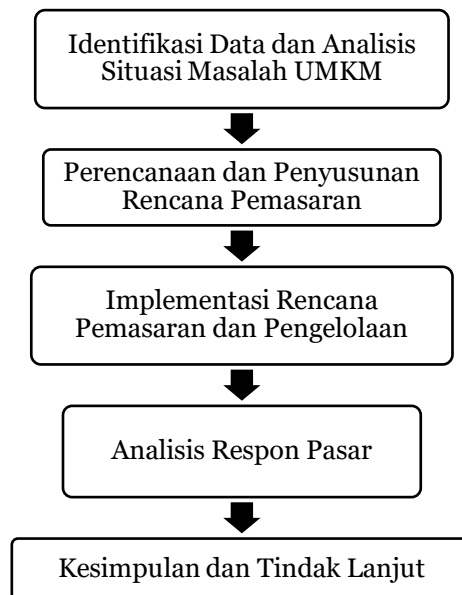 Identifikasi Data dan Analisis
Situasi Masalah UMKM
Perencanaan dan Penyusunan
Rencana Pemasaran
Implementasi Rencana
Pemasaran dan Pengelolaan
Analisis Respon Pasar
Kesimpulan dan Tindak Lanjut